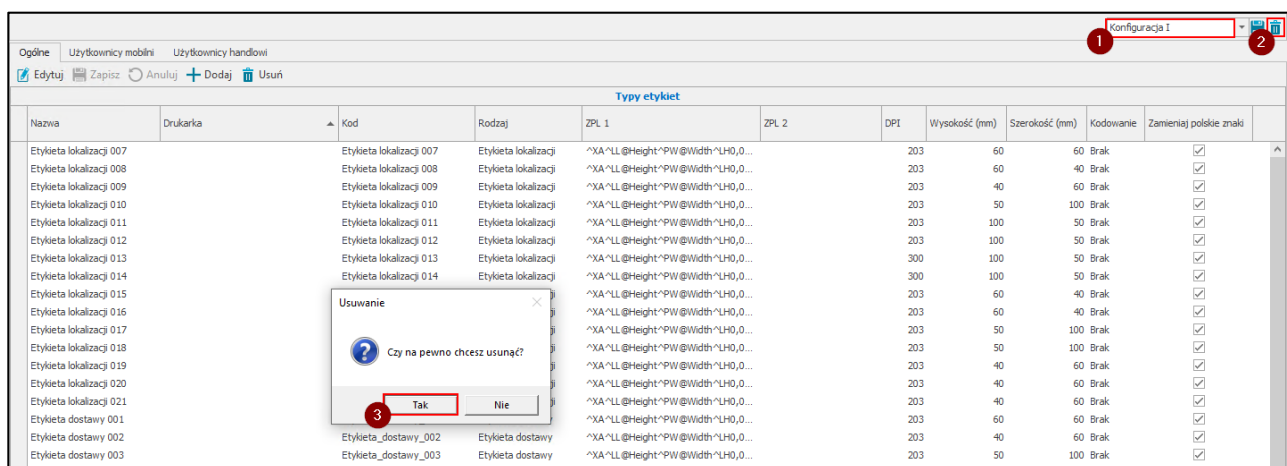 Konfiguracja I
1
2
Ogólne Użytkownicy mobilni Użytkownicy handlowi
Edytuj Zapisz Anuluj Dodaj Usuń
Typy etykiet
Nazwa Drukarka Kod Rodzaj ZPL 1 ZPL 2 DPI Wysokość (mm) Szerokość (mm) Kodowanie Zamieniaj polskie znaki
Etykieta lokalizacji 007 Etykieta lokalizacji 007 Etykieta lokalizacji ^XA^LL@Height^PW@Width^LH0,0... 203 60 60 Brak
Etykieta lokalizacji 008 Etykieta lokalizacji 008 Etykieta lokalizacji ^XA^LL@Height^PW@Width^LH0,0... 203 60 40 Brak
Etykieta lokalizacji 009 Etykieta lokalizacji 009 Etykieta lokalizacji ^XA^LL@Height^PW@Width^LH0,0... 203 40 60 Brak
Etykieta lokalizacji 010 Etykieta lokalizacji 010 Etykieta lokalizacji ^XA^LL@Height^PW@Width^LH0,0... 203 50 100 Brak
Etykieta lokalizacji 011 Etykieta lokalizacji 011 Etykieta lokalizacji ^XA^LL@Height^PW@Width^LH0,0... 203 100 50 Brak
Etykieta lokalizacji 012 Etykieta lokalizacji 012 Etykieta lokalizacji ^XA^LL@Height^PW@Width^LH0,0... 203 100 50 Brak
Etykieta lokalizacji 013 Etykieta lokalizacji 013 Etykieta lokalizacji ^XA^LL@Height^PW@Width^LH0,0... 300 100 50 Brak
Etykieta lokalizacji 014 Etykieta lokalizacji 014 Etykieta lokalizacji ^XA^LL@Height^PW@Width^LH0,0... 300 100 50 Brak
Etykieta lokalizacji 015 ^XA^LL@Height^PW@Width^LH0,0... 203 60 40 Brak
Etykieta lokalizacji 016 ^XA^LL@Height^PW@Width^LH0,0... 203 60 40 Brak
Etykieta lokalizacji 017 ^XA^LL@Height^PW@Width^LH0,0... 203 50 100 Brak
Etykieta lokalizacji 018 ^XA^LL@Height^PW@Width^LH0,0... 203 50 100 Brak
Etykieta lokalizacji 019 ^XA^LL@Height^PW@Width^LH0,0... 203 40 60 Brak
Etykieta lokalizacji 020 ^XA^LL@Height^PW@Width^LH0,0... 203 40 60 Brak
Etykieta lokalizacji 021 ^XA^LL@Height^PW@Width^LH0,0... 203 40 60 Brak
Etykieta dostawy 001 ^XA^LL@Height^PW@Width^LH0,0... 203 60 60 Brak
Etykieta dostawy 002 Etykieta_dostawy_002 Etykieta dostawy ^XA^LL@Height^PW@Width^LH0,0... 203 40 60 Brak
Etykieta dostawy 003 Etykieta_dostawy_003 Etykieta dostawy ^XA^LL@Height^PW@Width^LH0,0... 203 50 100 Brak
Usuwanie
Czy na pewno chcesz usunąć?
Tak Nie
3